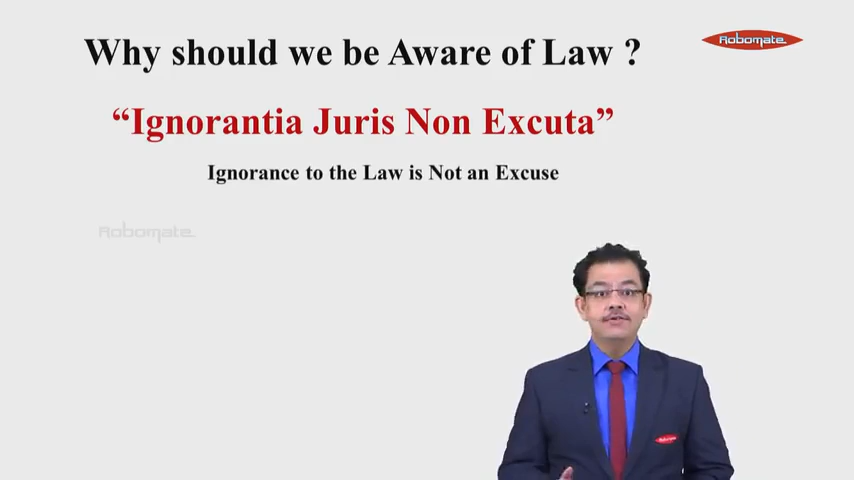 Why should we be Aware of Law ?
Robomate
“Ignorantia Juris Non Excuta”
Ignorance to the Law is Not an Excuse
Robomate